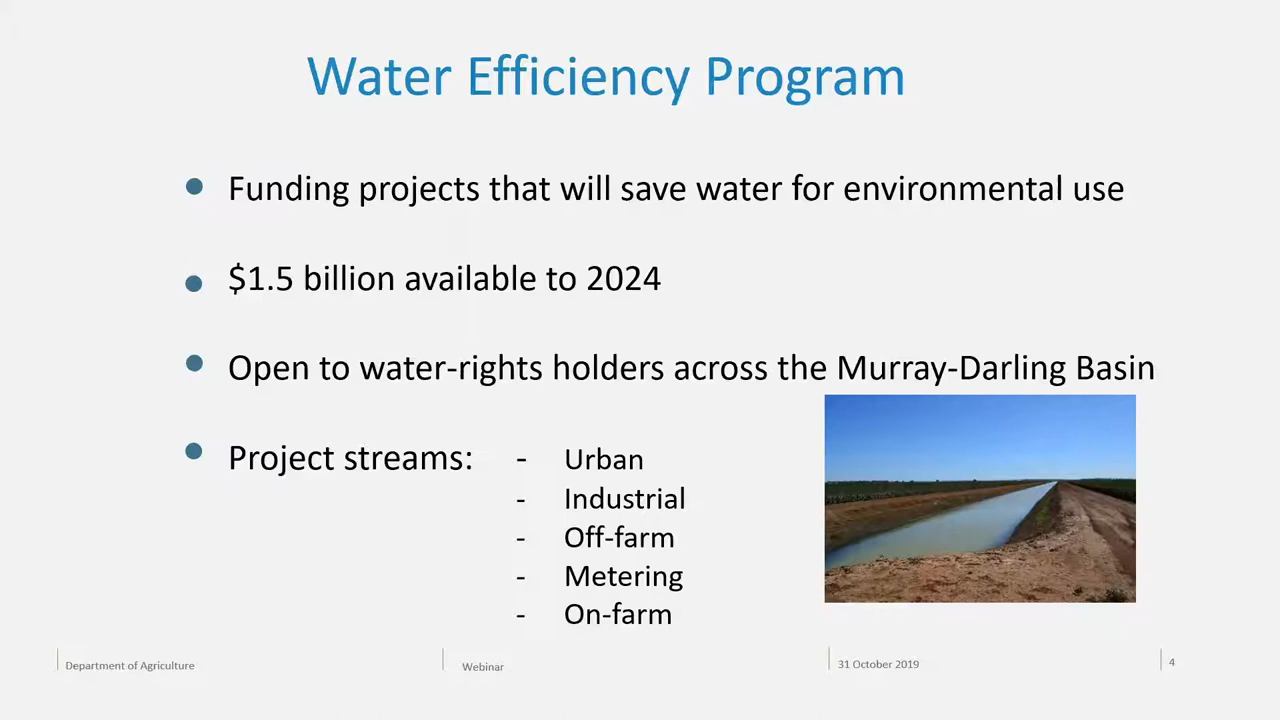 Water Efficiency Program
Funding projects that will save water for environmental use
$1.5 billion available to 2024
Open to water-rights holders across the Murray-Darling Basin
Project streams: - Urban
- Industrial
- Off-farm
- Metering
- On-farm
Department of Agriculture
Webinar
31 October 2019
4